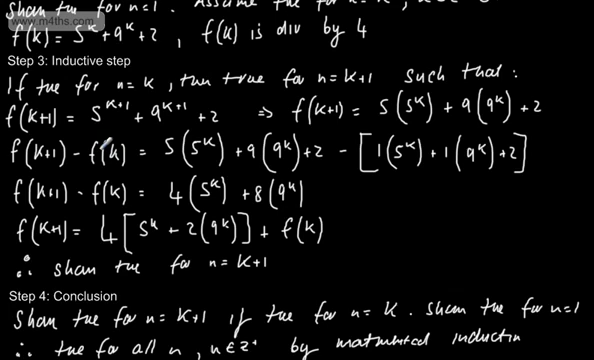 Shown true for n=1. Assume true for n=k, k∈Z⁺
www.m4ths.com
f(k) = 5^k + 9^k + 2 , f(k) is div by 4
Step 3: Inductive step
If true for n=k , then true for n=k+1 such that :
f(k+1) = 5^(k+1) + 9^(k+1) + 2 => f(k+1) = 5(5^k) + 9(9^k) + 2
f(k+1) - f(k) = 5(5^k) + 9(9^k) + 2 - [1(5^k) + 1(9^k) + 2]
f(k+1) - f(k) = 4(5^k) + 8(9^k)
f(k+1) = 4[5^k + 2(9^k)] + f(k)
∴ shown true for n=k+1
Step 4: Conclusion
Shown true for n=k+1 if true for n=k. Shown true for n=1
∴ true for all n, n∈Z⁺ by mathematical induction